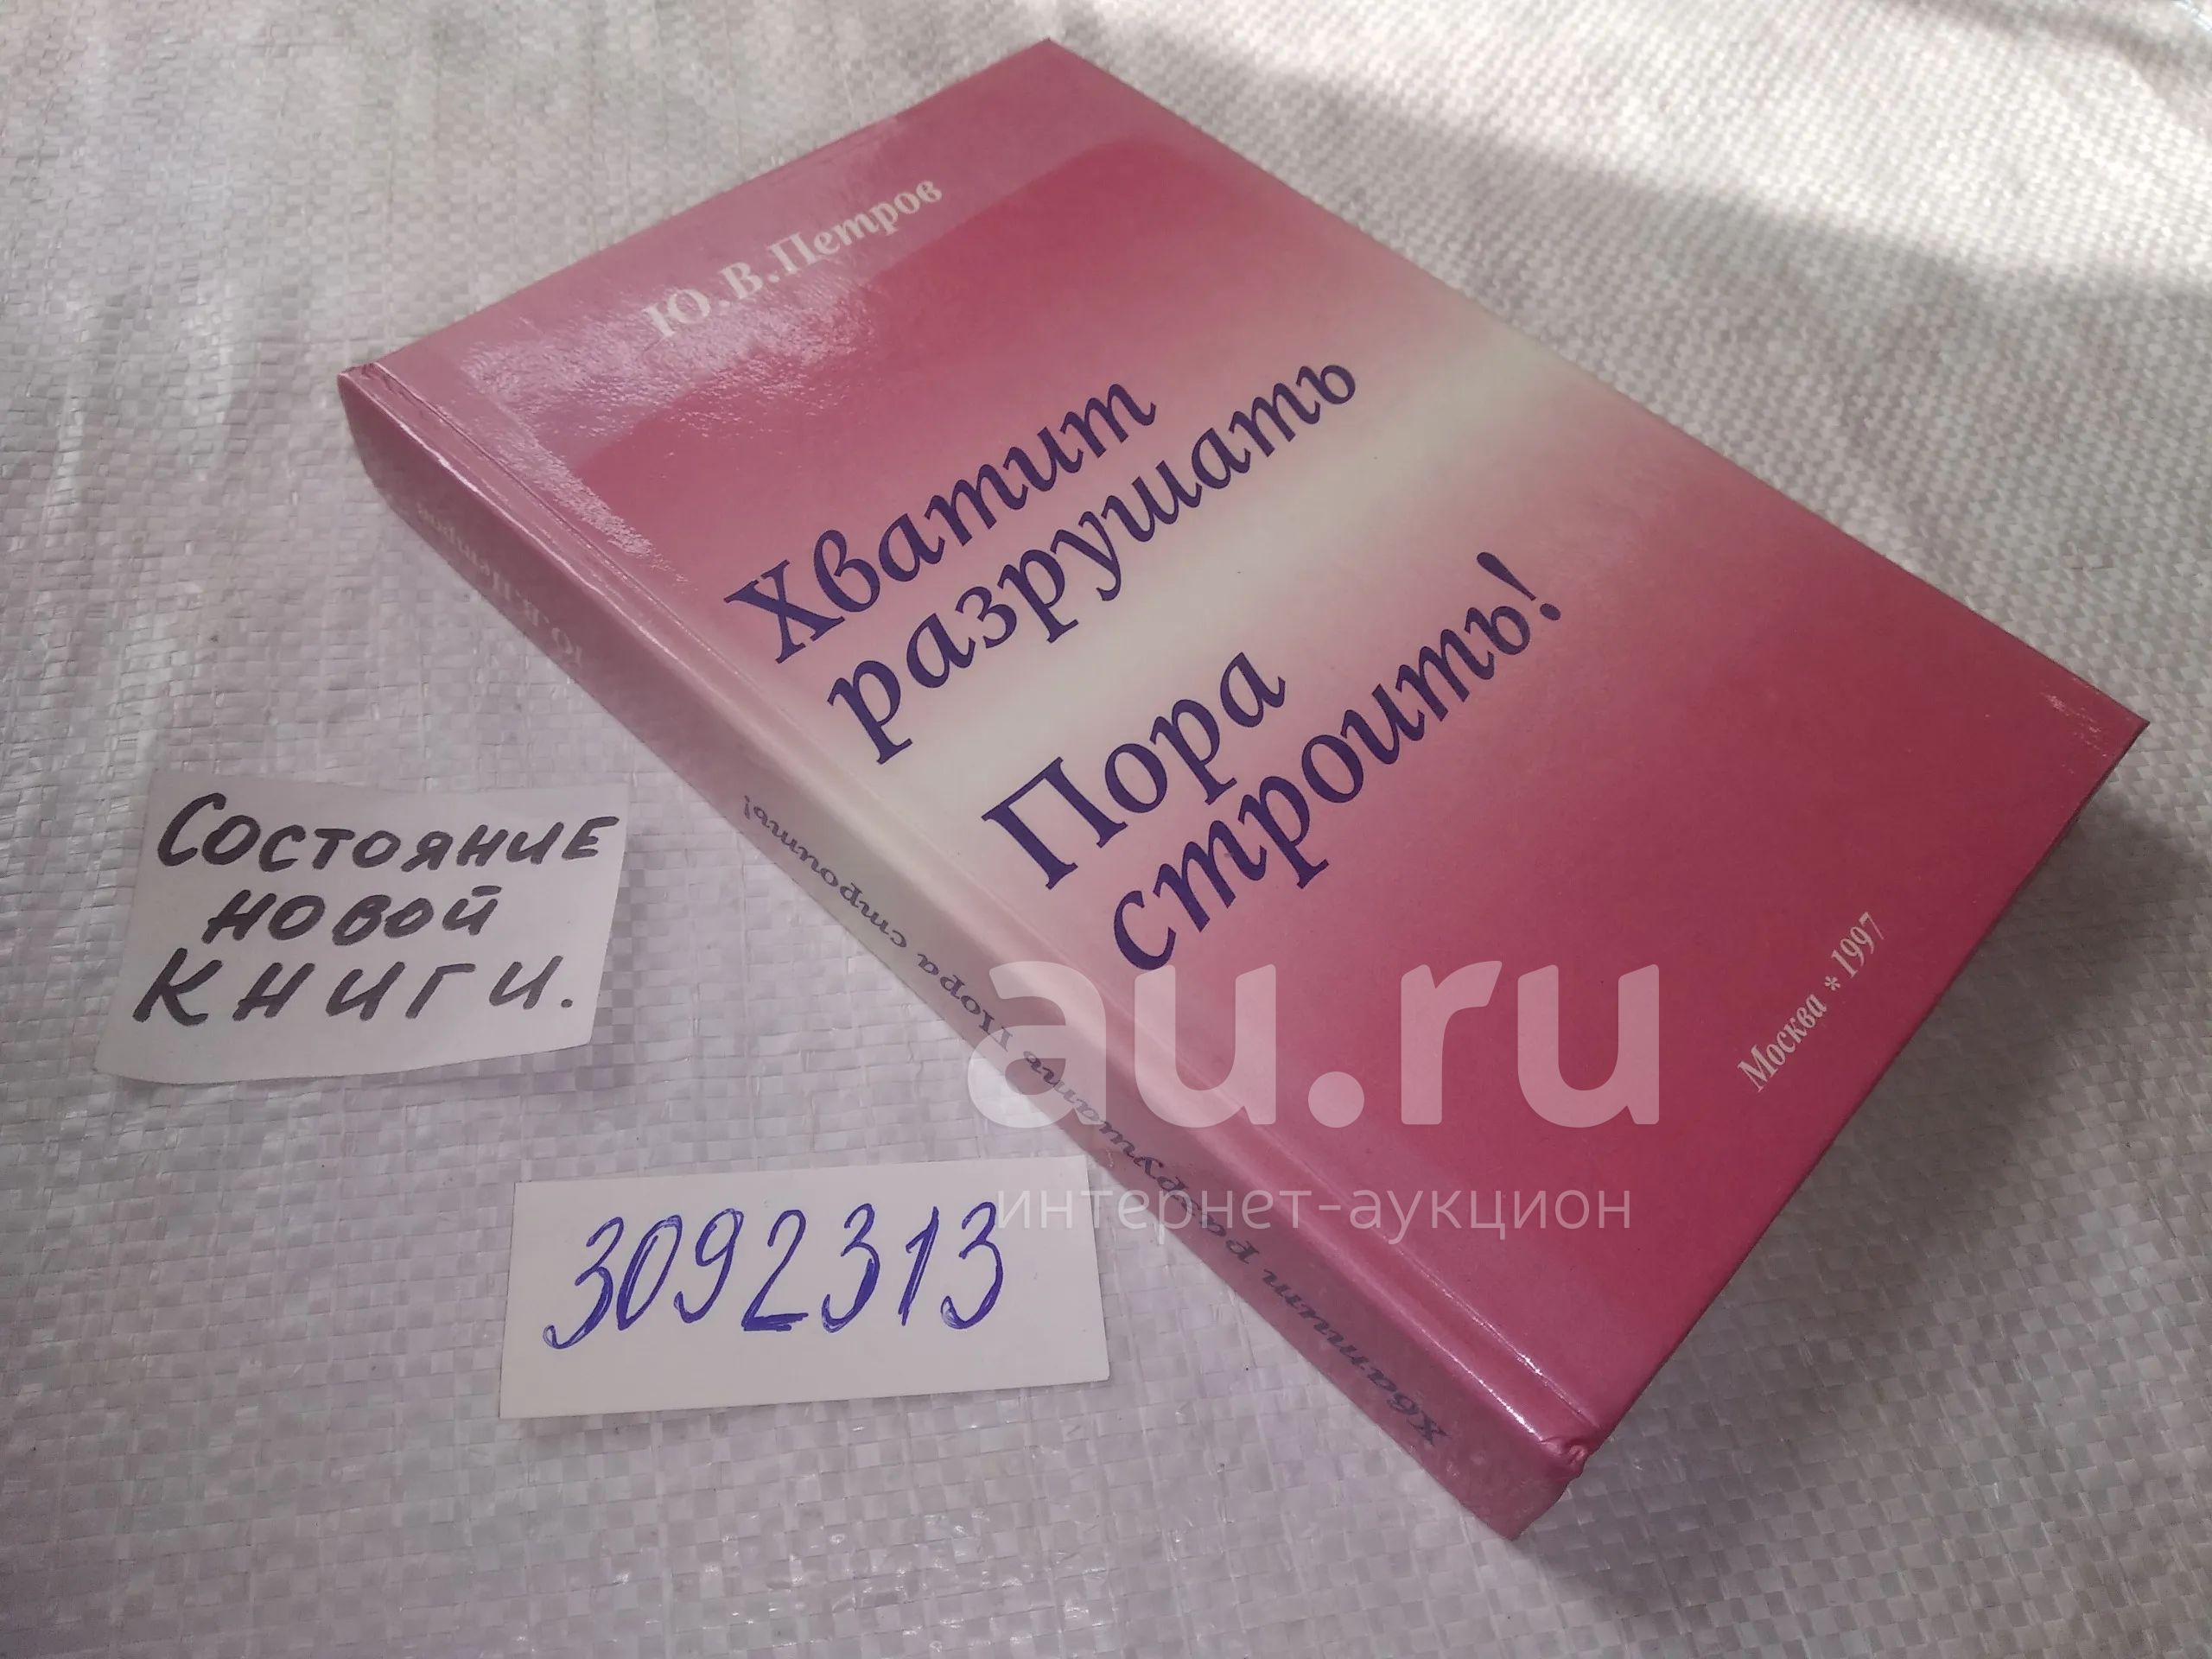 Ю.В.Петров
Хватит
разрушать
Пора
строить!
Москва * 1997
Ю.В.Петров
Хватит разрушать Пора строить!
Состояние
новой
книги.
3092313
au.ru
интернет-аукцион